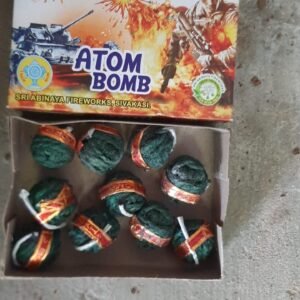 ATOM
BOMB
SRI ABINAYA FIREWORKS, SIVAKASI.